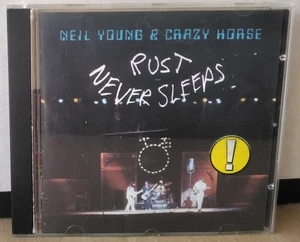 NEIL YOUNG & CRAZY HORSE
RUST
NEVER SLEEPS
!